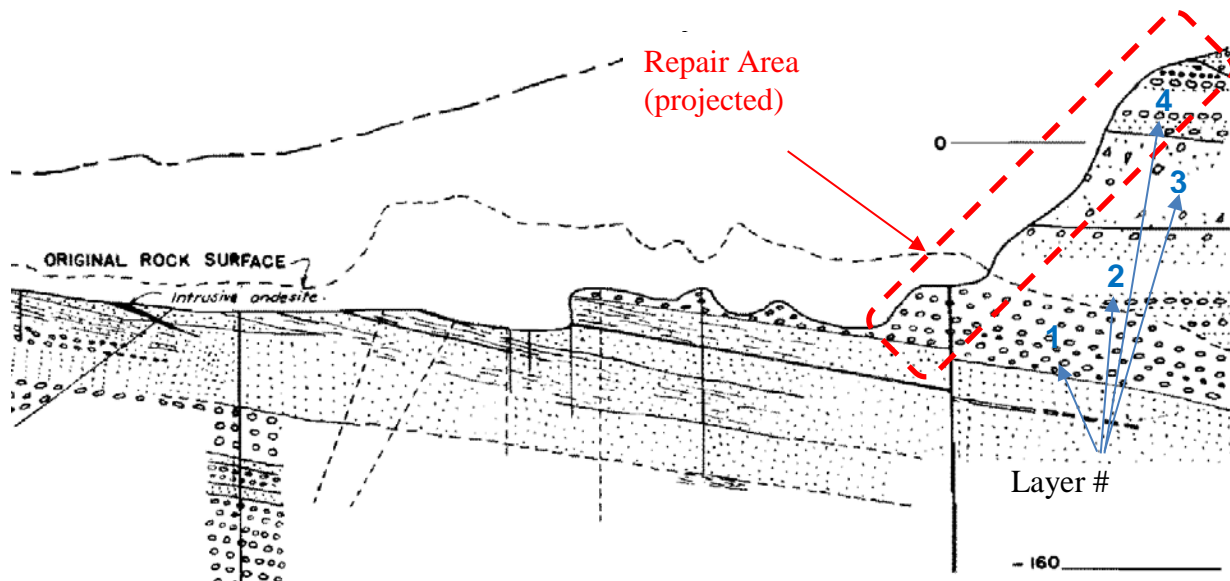 Repair Area
(projected)
4
0
3
ORIGINAL ROCK SURFACE
Intrusive andesite
2
1
Layer #
- 160